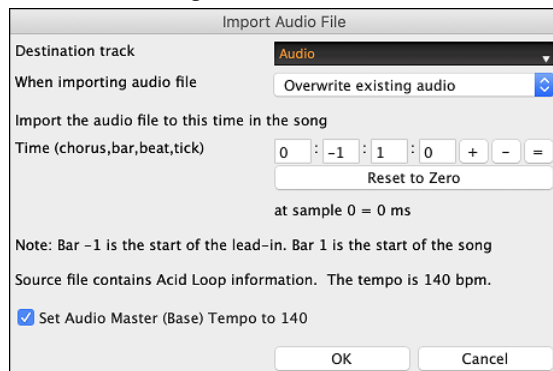 Import Audio File
Destination track Audio
When importing audio file Overwrite existing audio
Import the audio file to this time in the song
Time (chorus,bar,beat,tick) 0 : -1 : 1 : 0 + - =
Reset to Zero
at sample 0 = 0 ms
Note: Bar -1 is the start of the lead-in. Bar 1 is the start of the song
Source file contains Acid Loop information. The tempo is 140 bpm.
Set Audio Master (Base) Tempo to 140
OK Cancel